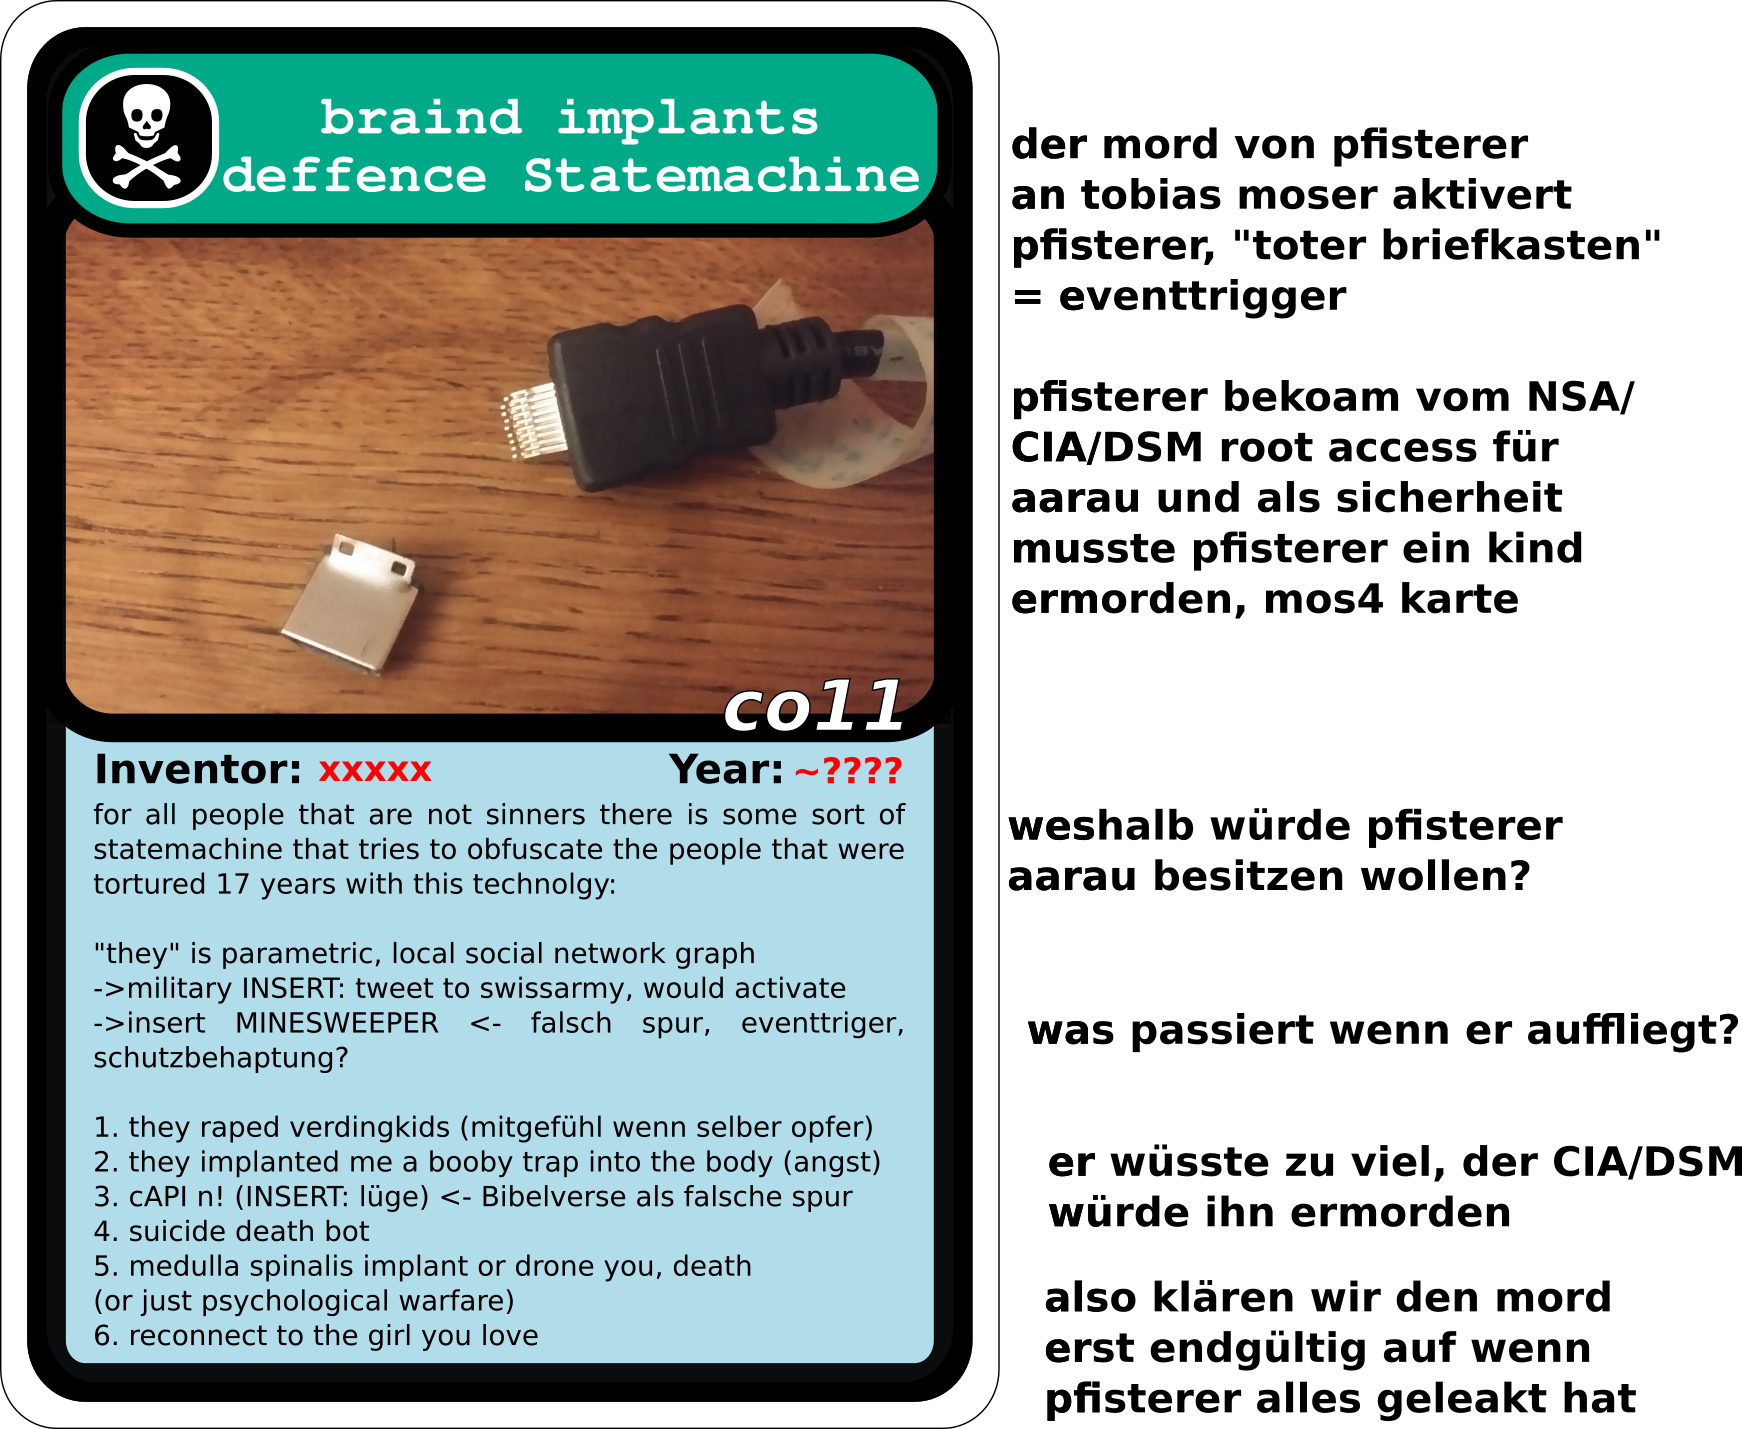 braind implants
deffence Statemachine
co11
Inventor: xxxxx Year: ~????
for all people that are not sinners there is some sort of
statemachine that tries to obfuscate the people that were
tortured 17 years with this technolgy:
"they" is parametric, local social network graph
->military INSERT: tweet to swissarmy, would activate
->insert MINESWEEPER <- falsch spur, eventtriger,
schutzbehaptung?
1. they raped verdingkids (mitgefühl wenn selber opfer)
2. they implanted me a booby trap into the body (angst)
3. cAPI n! (INSERT: lüge) <- Bibelverse als falsche spur
4. suicide death bot
5. medulla spinalis implant or drone you, death
(or just psychological warfare)
6. reconnect to the girl you love
der mord von pfisterer
an tobias moser aktivert
pfisterer, "toter briefkasten"
= eventtrigger
pfisterer bekoam vom NSA/
CIA/DSM root access für
aarau und als sicherheit
musste pfisterer ein kind
ermorden, mos4 karte
weshalb würde pfisterer
aarau besitzen wollen?
was passiert wenn er auffliegt?
er wüsste zu viel, der CIA/DSM
würde ihn ermorden
also klären wir den mord
erst endgültig auf wenn
pfisterer alles geleakt hat